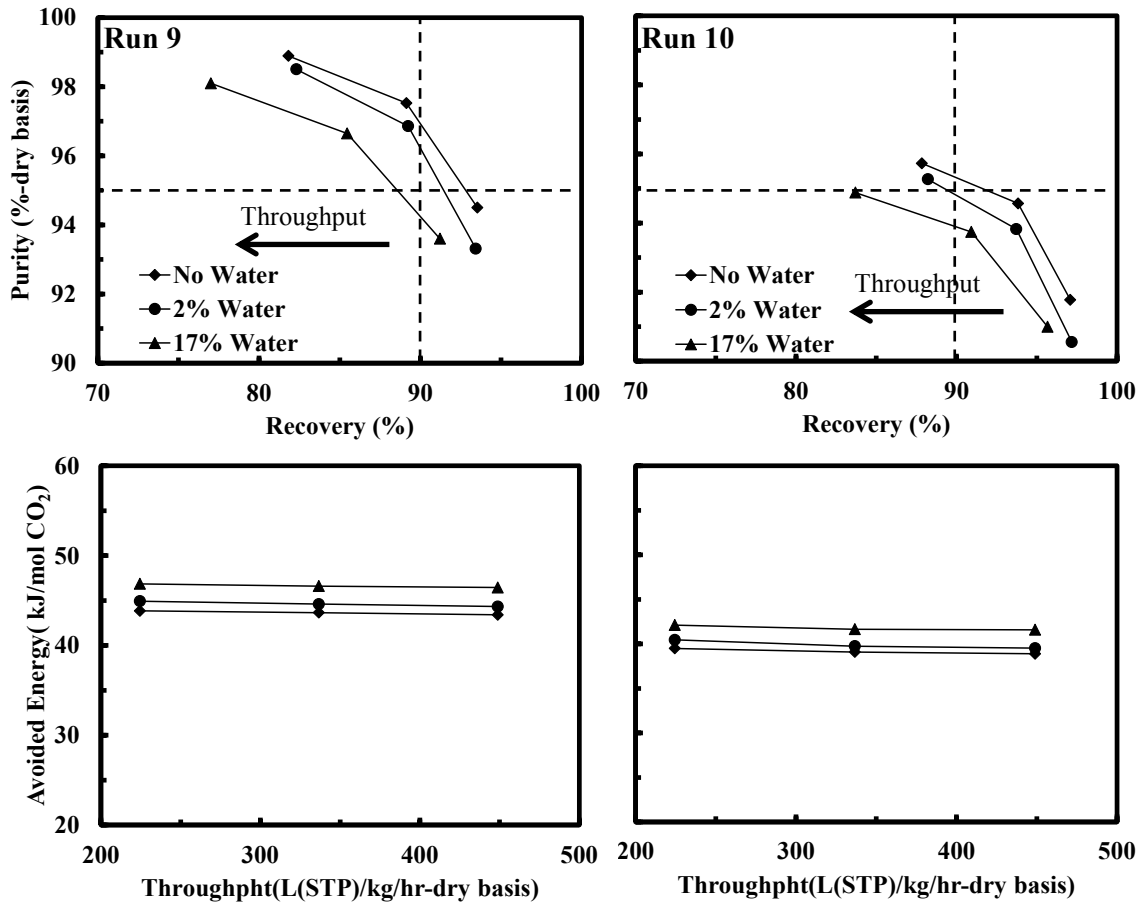 Run 9
100
98
96
94
92
90
Purity (%-dry basis)
Throughput
No Water
2% Water
17% Water
70
80
90
100
Recovery (%)
Run 10
Throughput
No Water
2% Water
17% Water
70
80
90
100
Recovery (%)
60
50
40
30
20
Avoided Energy( kJ/mol CO₂)
200
300
400
500
Throughpht(L(STP)/kg/hr-dry basis)
200
300
400
500
Throughpht(L(STP)/kg/hr-dry basis)